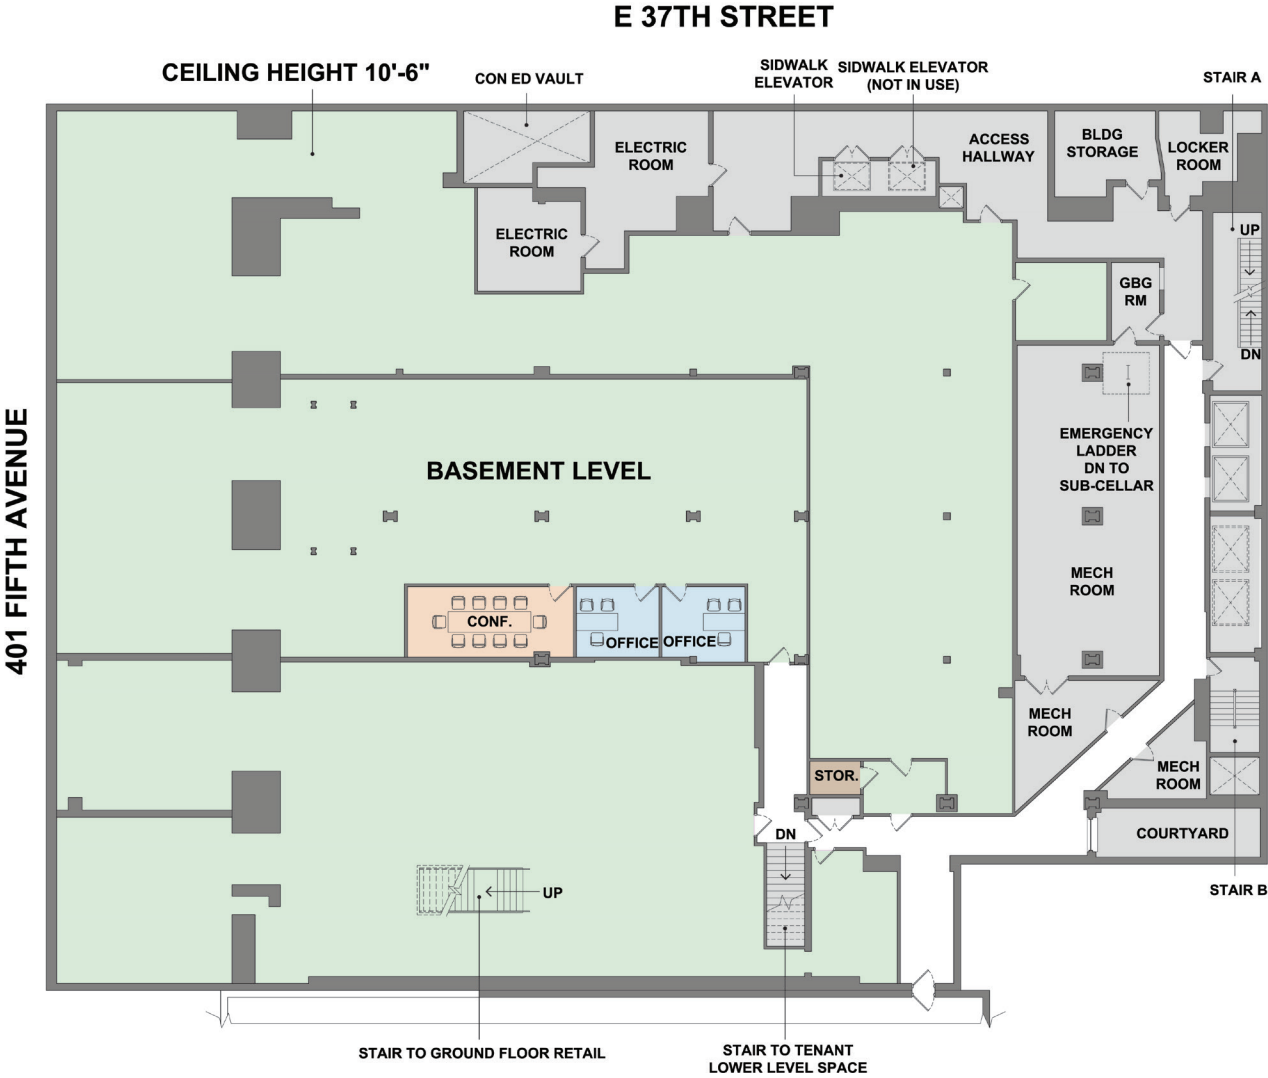 E 37TH STREET
CEILING HEIGHT 10'-6"
CON ED VAULT
SIDWALK
ELEVATOR
SIDWALK ELEVATOR
(NOT IN USE)
STAIR A
ELECTRIC
ROOM
ACCESS
HALLWAY
BLDG
STORAGE
LOCKER
ROOM
ELECTRIC
ROOM
UP
GBG
RM
DN
401 FIFTH AVENUE
BASEMENT LEVEL
EMERGENCY
LADDER
DN TO
SUB-CELLAR
MECH
ROOM
CONF.
OFFICE
OFFICE
MECH
ROOM
STOR.
MECH
ROOM
DN
COURTYARD
UP
STAIR B
STAIR TO GROUND FLOOR RETAIL
STAIR TO TENANT
LOWER LEVEL SPACE